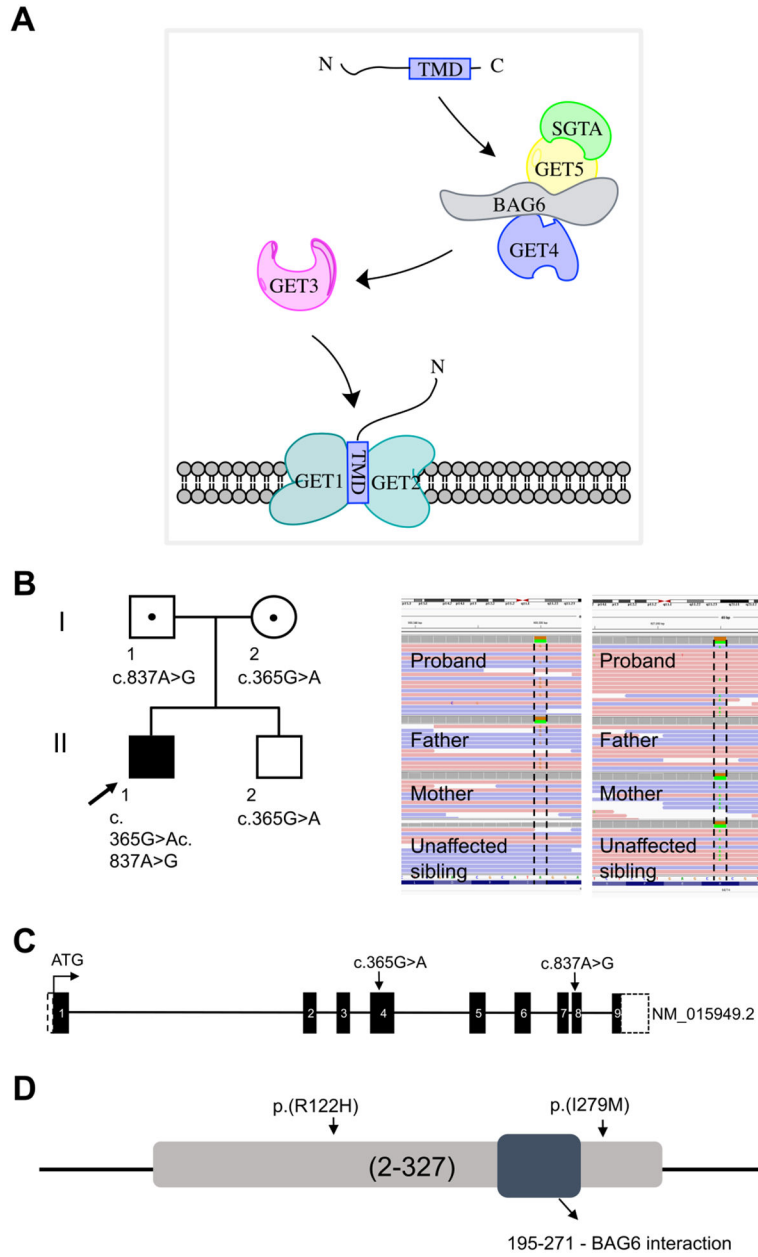 A
N
TMD
C
SGTA
GET5
BAG6
GET4
GET3
N
TMD
GET1
GET2
B
I
1
c.837A>G
2
c.365G>A
II
1
c.
365G>Ac.
837A>G
2
c.365G>A
Proband
Father
Mother
Unaffected
sibling
Proband
Father
Mother
Unaffected
sibling
C
ATG
c.365G>A
c.837A>G
1 2 3 4 5 6 7 8 9
NM_015949.2
D
p.(R122H)
p.(I279M)
(2-327)
195-271 - BAG6 interaction